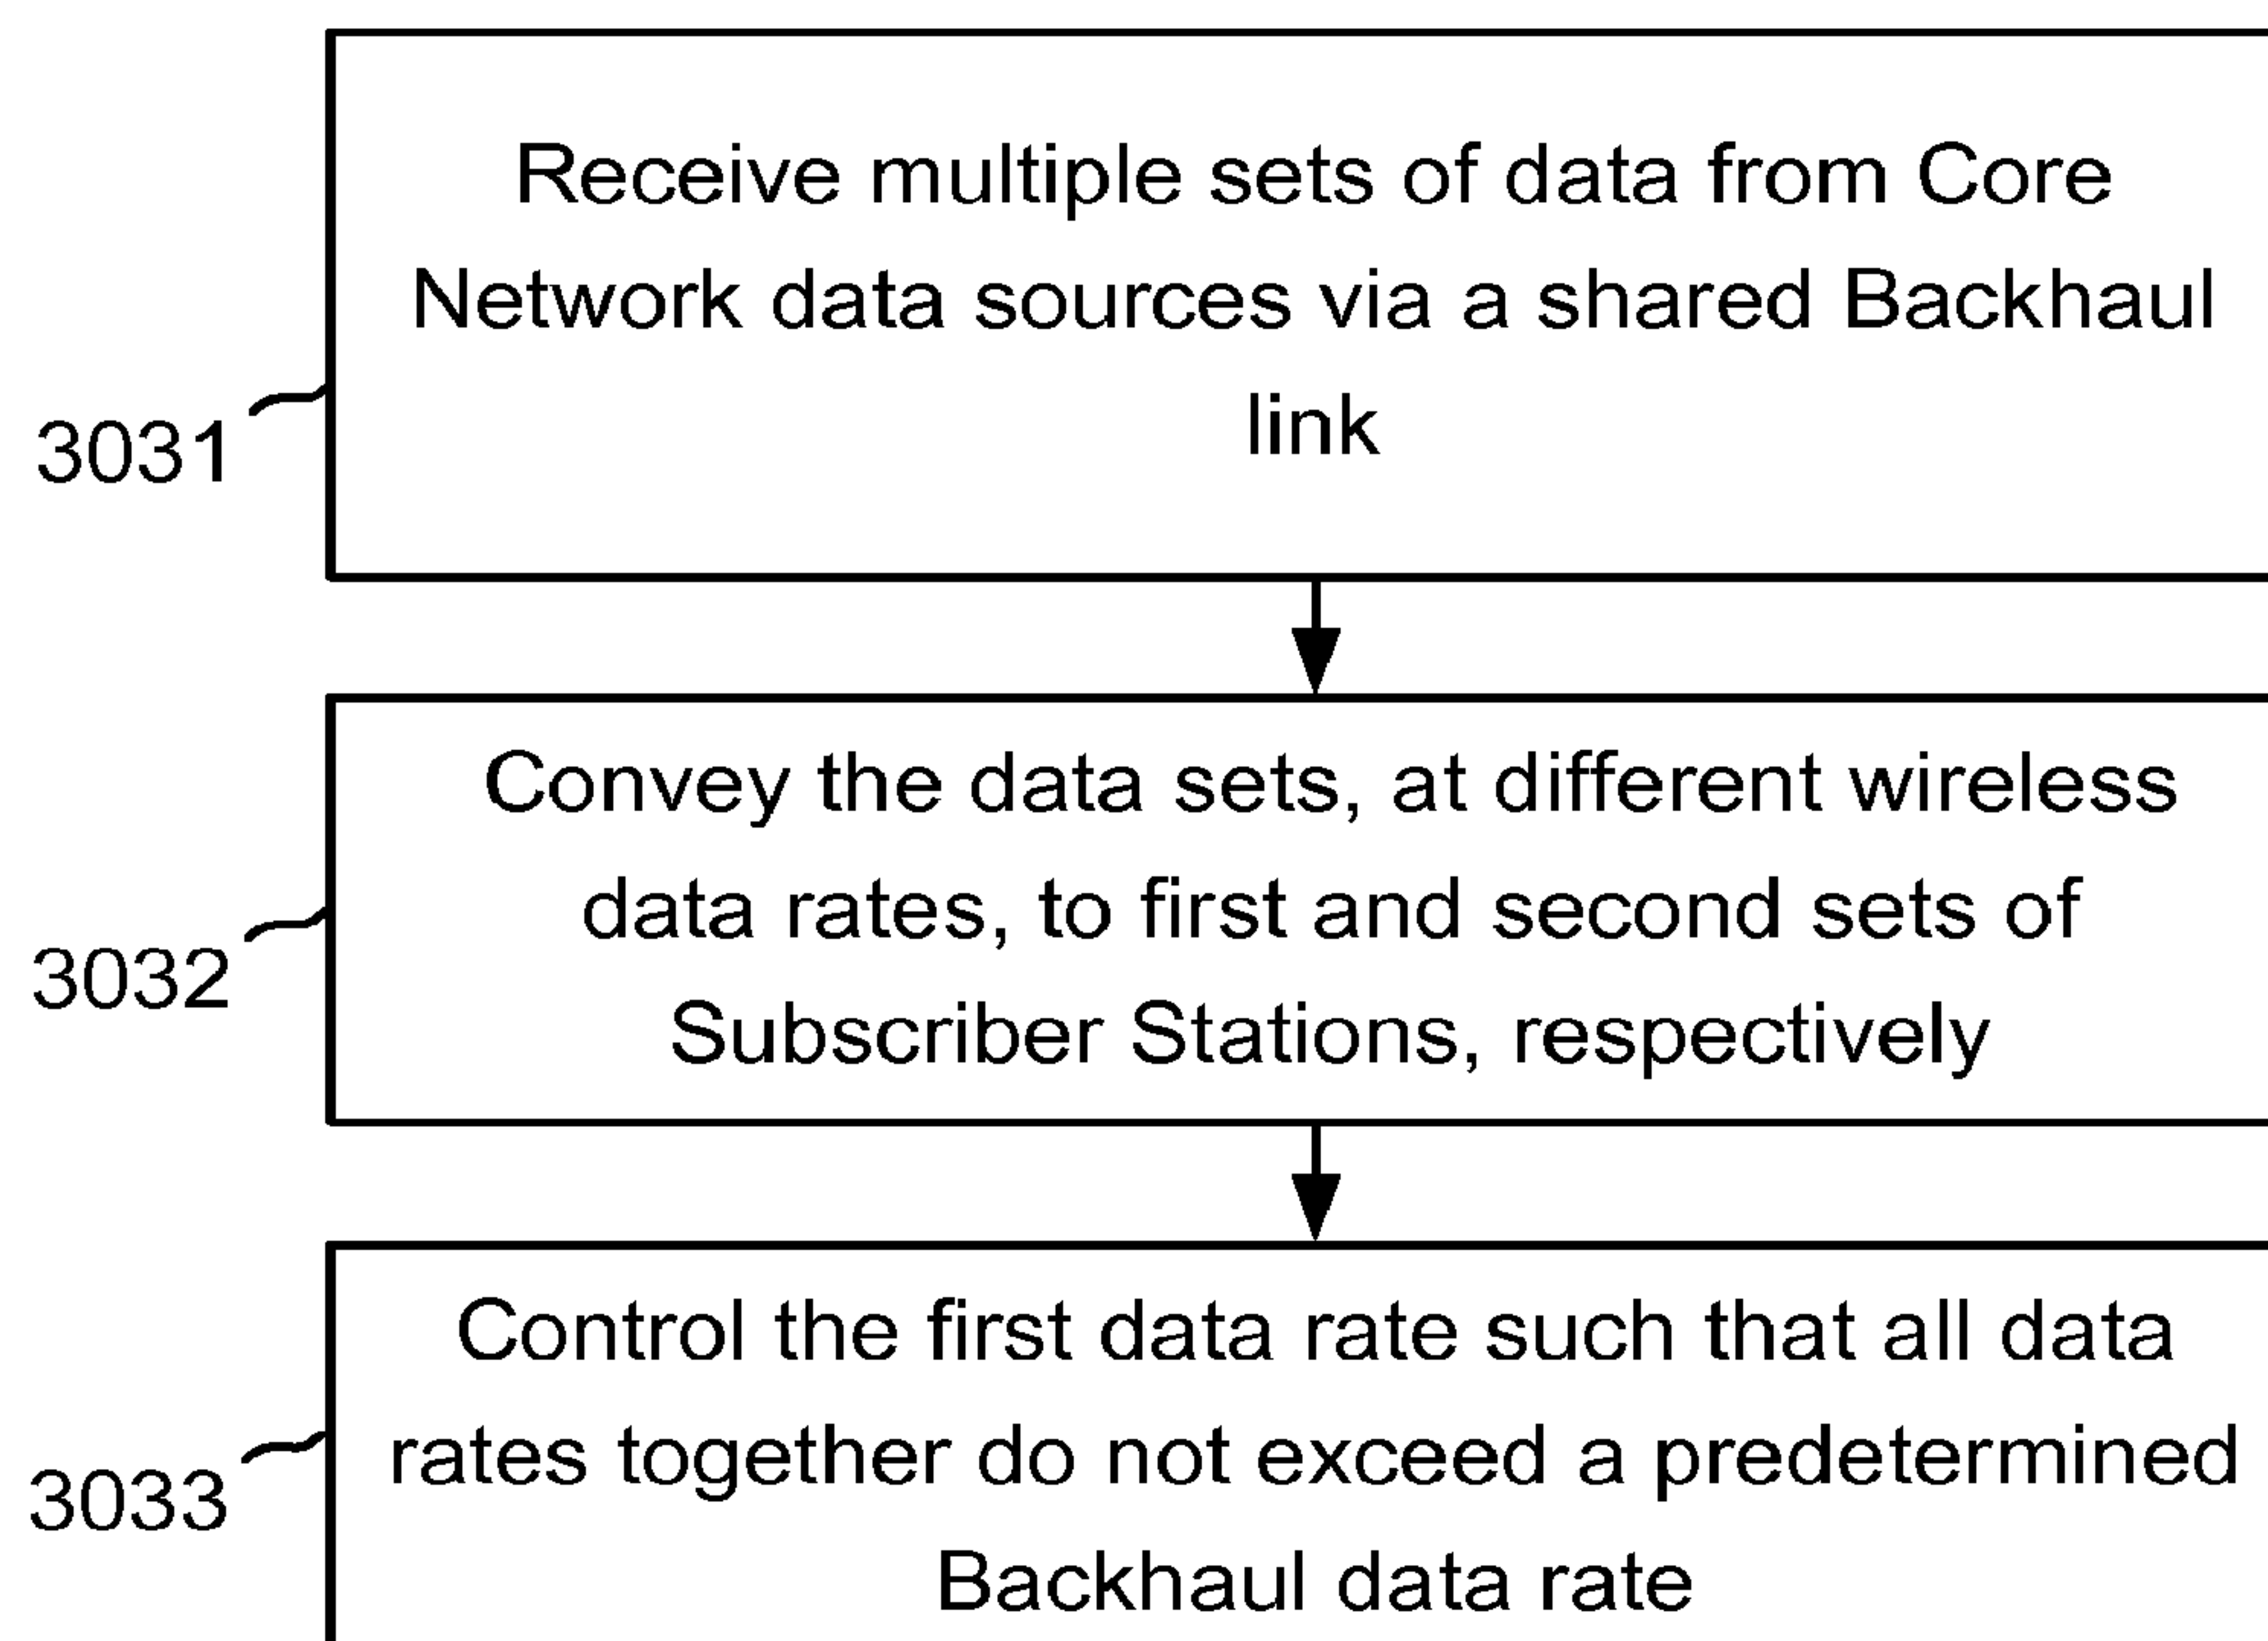 Receive multiple sets of data from Core
Network data sources via a shared Backhaul
link
3031
Convey the data sets, at different wireless
data rates, to first and second sets of
Subscriber Stations, respectively
3032
Control the first data rate such that all data
rates together do not exceed a predetermined
Backhaul data rate
3033